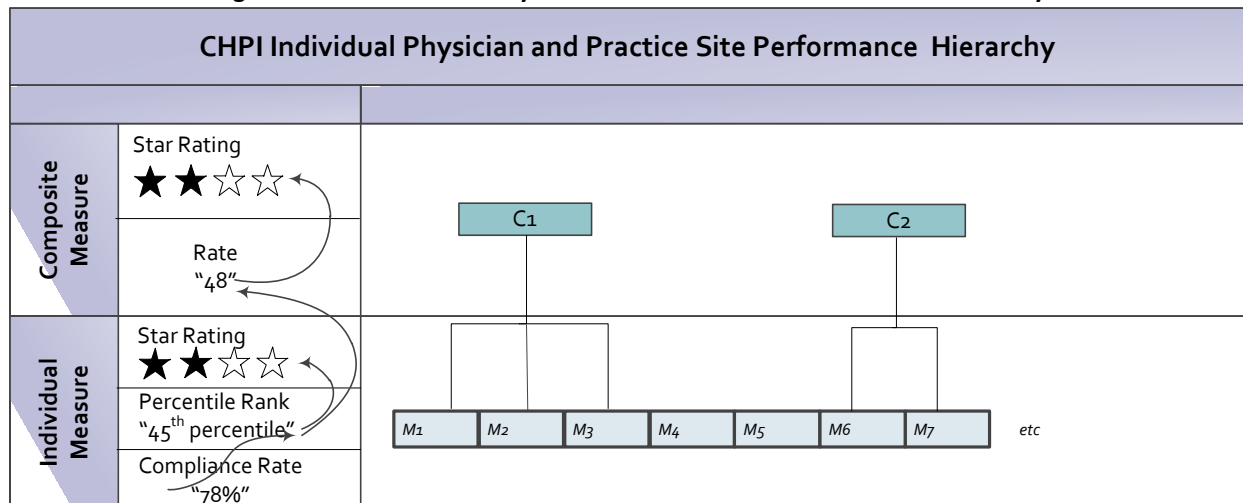 CHPI Individual Physician and Practice Site Performance Hierarchy
Composite
Measure
Star Rating
Rate
"48"
C1
C2
Individual
Measure
Star Rating
Percentile Rank
"45th percentile"
Compliance Rate
"78%"
M1 M2 M3 M4 M5 M6 M7 etc